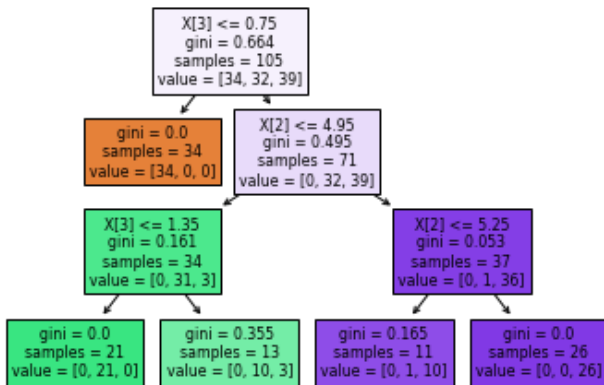 X[3] <= 0.75
gini = 0.664
samples = 105
value = [34, 32, 39]
gini = 0.0
samples = 34
value = [34, 0, 0]
X[2] <= 4.95
gini = 0.495
samples = 71
value = [0, 32, 39]
X[3] <= 1.35
gini = 0.161
samples = 34
value = [0, 31, 3]
X[2] <= 5.25
gini = 0.053
samples = 37
value = [0, 1, 36]
gini = 0.0
samples = 21
value = [0, 21, 0]
gini = 0.355
samples = 13
value = [0, 10, 3]
gini = 0.165
samples = 11
value = [0, 1, 10]
gini = 0.0
samples = 26
value = [0, 0, 26]